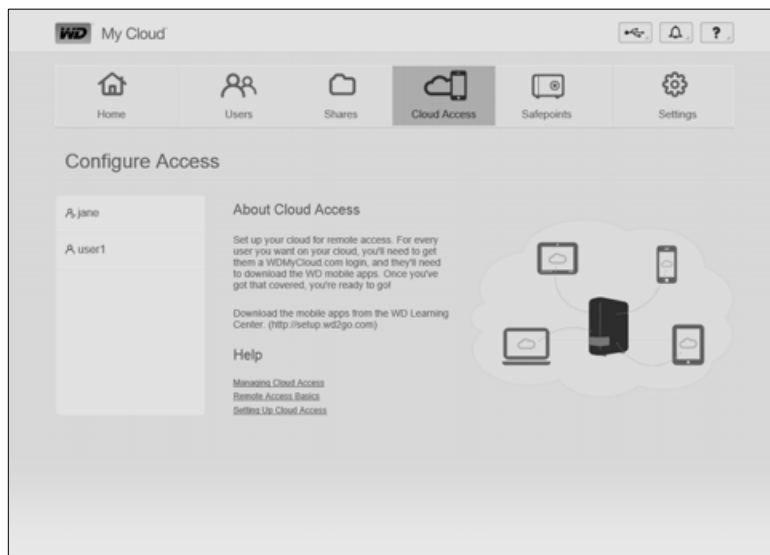 WD My Cloud
?
Home
Users
Shares
Cloud Access
Safepoints
Settings
Configure Access
jane
user1
About Cloud Access
Set up your cloud for remote access. For every
user you want on your cloud, you'll need to get
them a WDMyCloud.com login, and they'll need
to download the WD mobile apps. Once you've
got that covered, you're ready to go!
Download the mobile apps from the WD Learning
Center. (http://setup.wd2go.com)
Help
Managing Cloud Access
Remote Access Basics
Setting Up Cloud Access